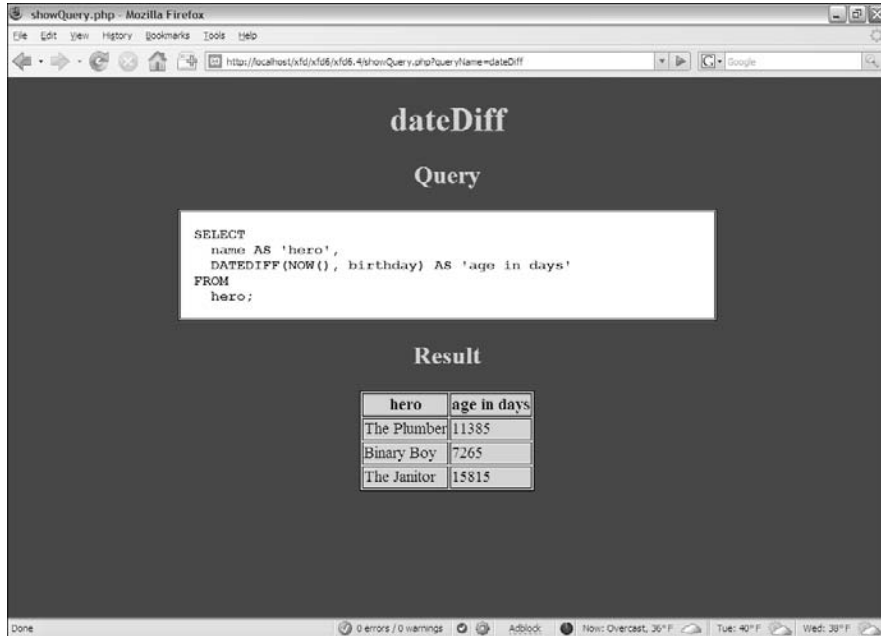 showQuery.php - Mozilla Firefox
File Edit View History Bookmarks Tools Help
http://localhost/xfd/xfd6/xfd6.4/showQuery.php?queryName=dateDiff
Google
dateDiff
Query
SELECT
name AS 'hero',
DATEDIFF(NOW(), birthday) AS 'age in days'
FROM
hero;
Result
hero age in days
The Plumber 11385
Binary Boy 7265
The Janitor 15815
Done 0 errors / 0 warnings Adblock Now: Overcast, 36° F Tue: 40° F Wed: 38° F